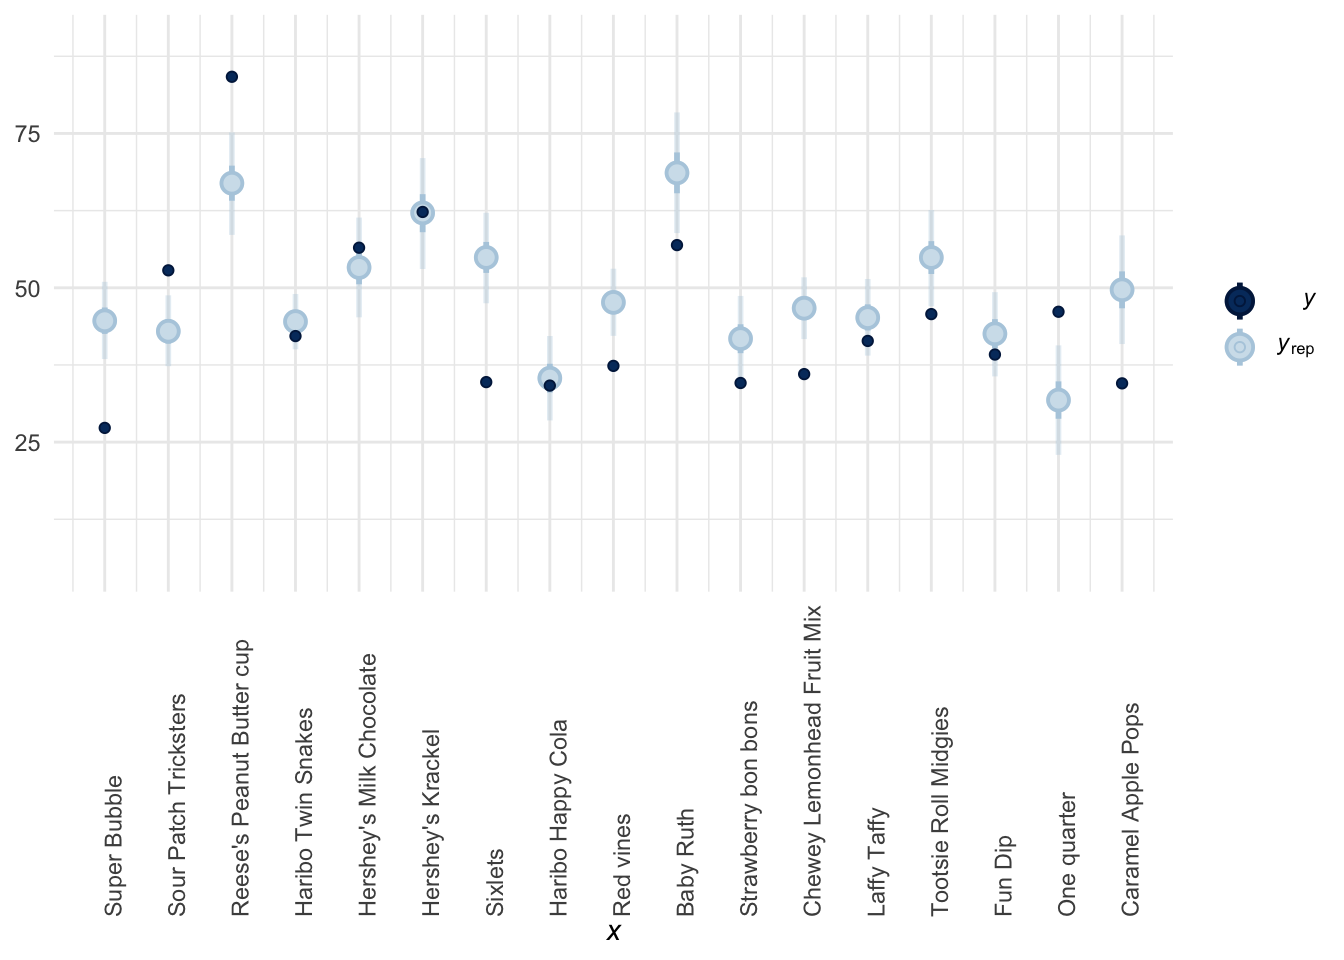 75
50
25
y
yrep
Super Bubble
Sour Patch Tricksters
Reese's Peanut Butter cup
Haribo Twin Snakes
Hershey's Milk Chocolate
Hershey's Krackel
Sixlets
Haribo Happy Cola
Red vines
Baby Ruth
Strawberry bon bons
Chewey Lemonhead Fruit Mix
Laffy Taffy
Tootsie Roll Midgies
Fun Dip
One quarter
Caramel Apple Pops
x